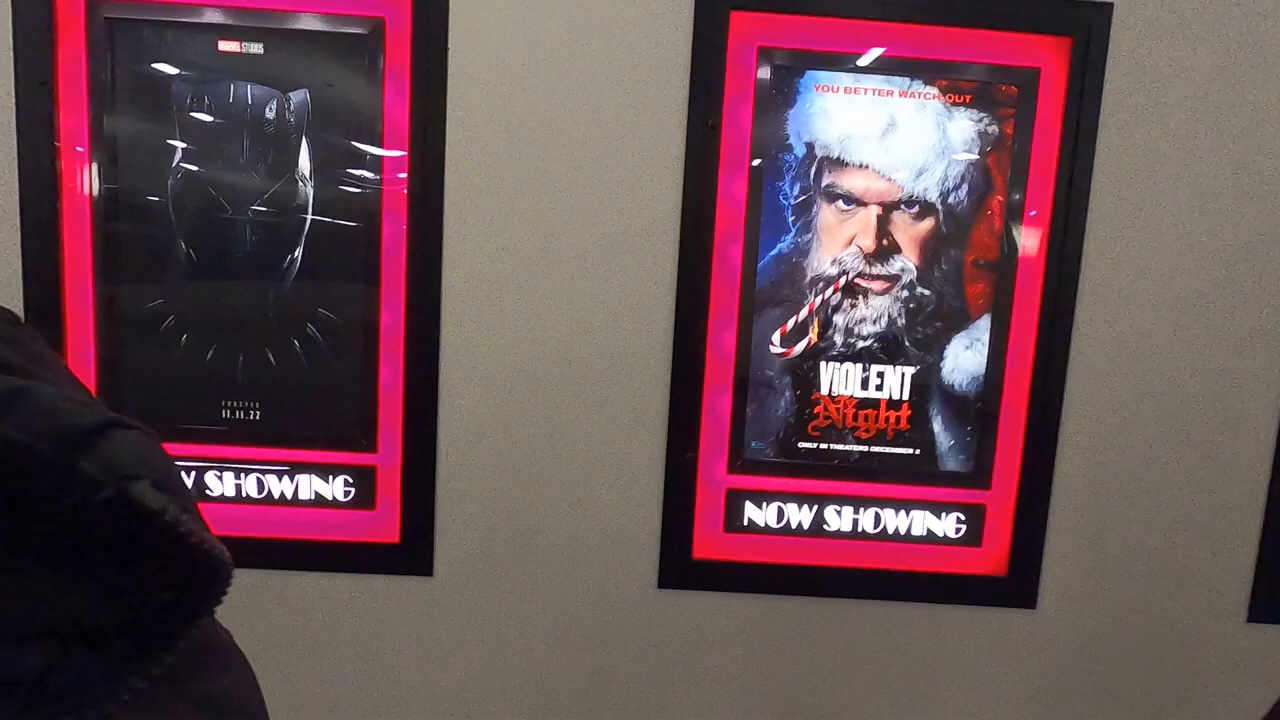 MARVEL STUDIOS
FOREVER
11.11.22
SHOWING
YOU BETTER WATCH OUT
VIOLENT
Night
ONLY IN THEATERS DECEMBER 2
NOW SHOWING